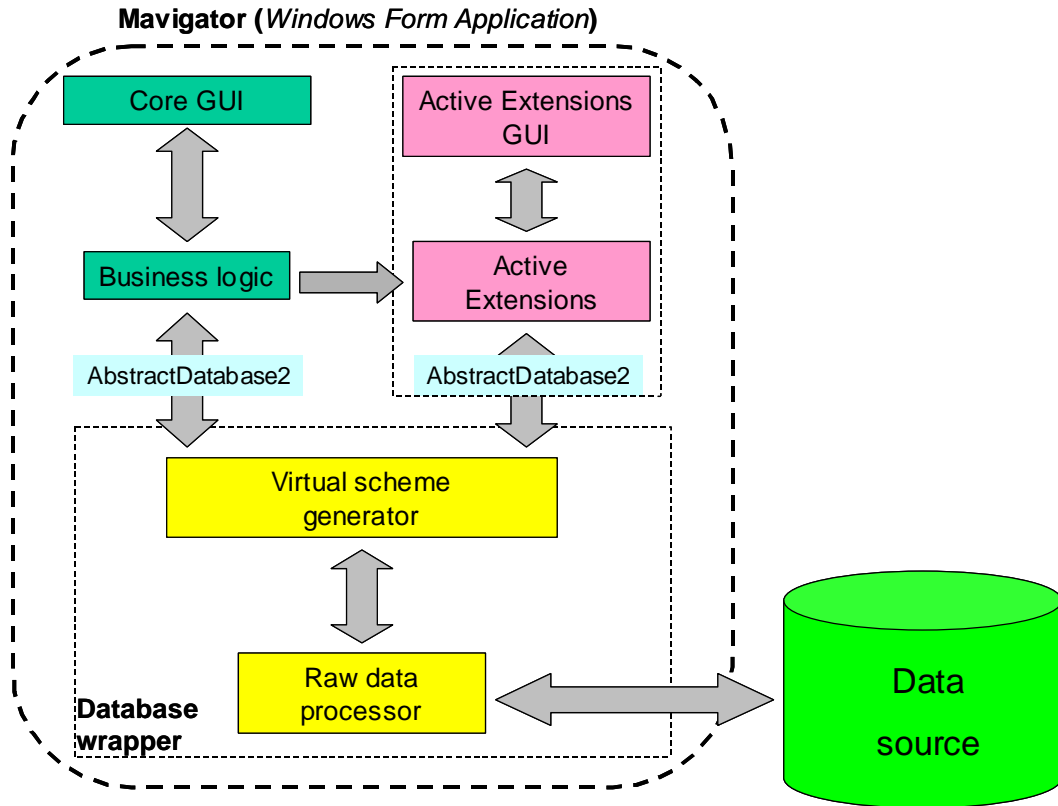 Mavigator (Windows Form Application)
Core GUI
Active Extensions
GUI
Business logic
Active
Extensions
AbstractDatabase2
AbstractDatabase2
Virtual scheme
generator
Raw data
processor
Database
wrapper
Data
source